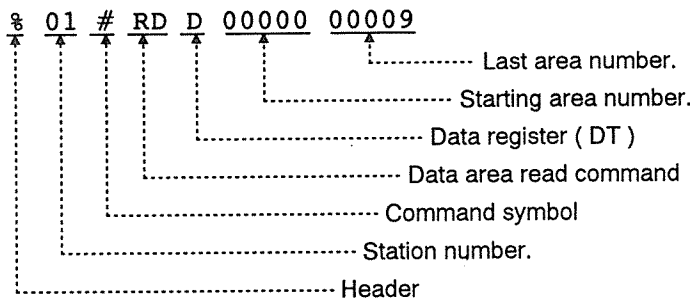 % 01 # RD D 00000 00009
Last area number.
Starting area number.
Data register ( DT )
Data area read command
Command symbol
Station number.
Header